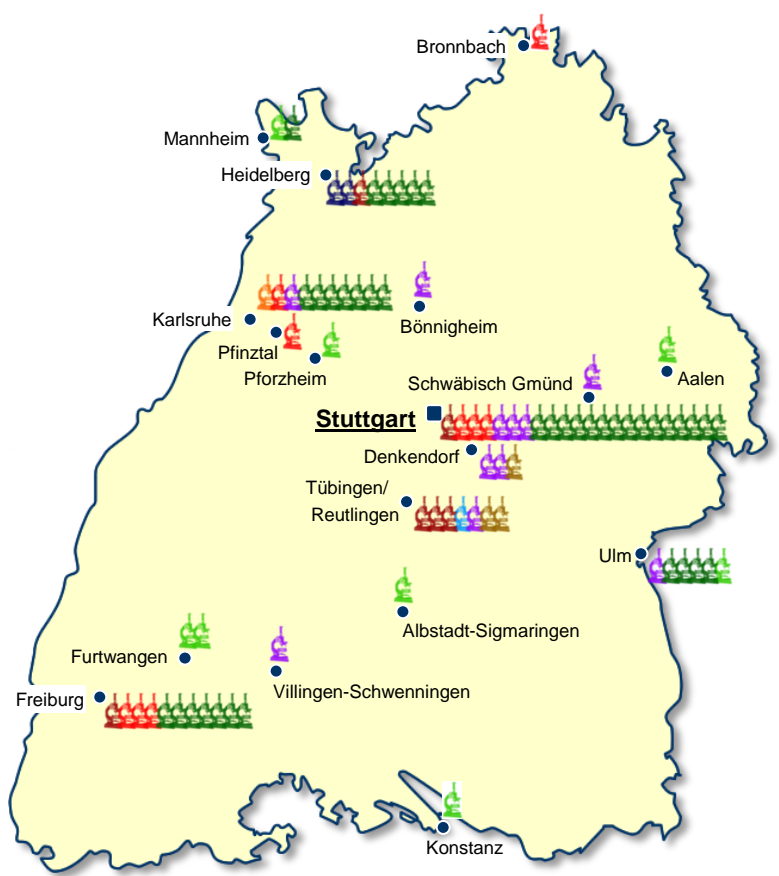 Bronnbach
Mannheim
Heidelberg
Karlsruhe
Bönnigheim
Pfinztal
Pforzheim
Aalen
Schwäbisch Gmünd
Stuttgart
Denkendorf
Tübingen/
Reutlingen
Ulm
Albstadt-Sigmaringen
Furtwangen
Villingen-Schwenningen
Freiburg
Konstanz